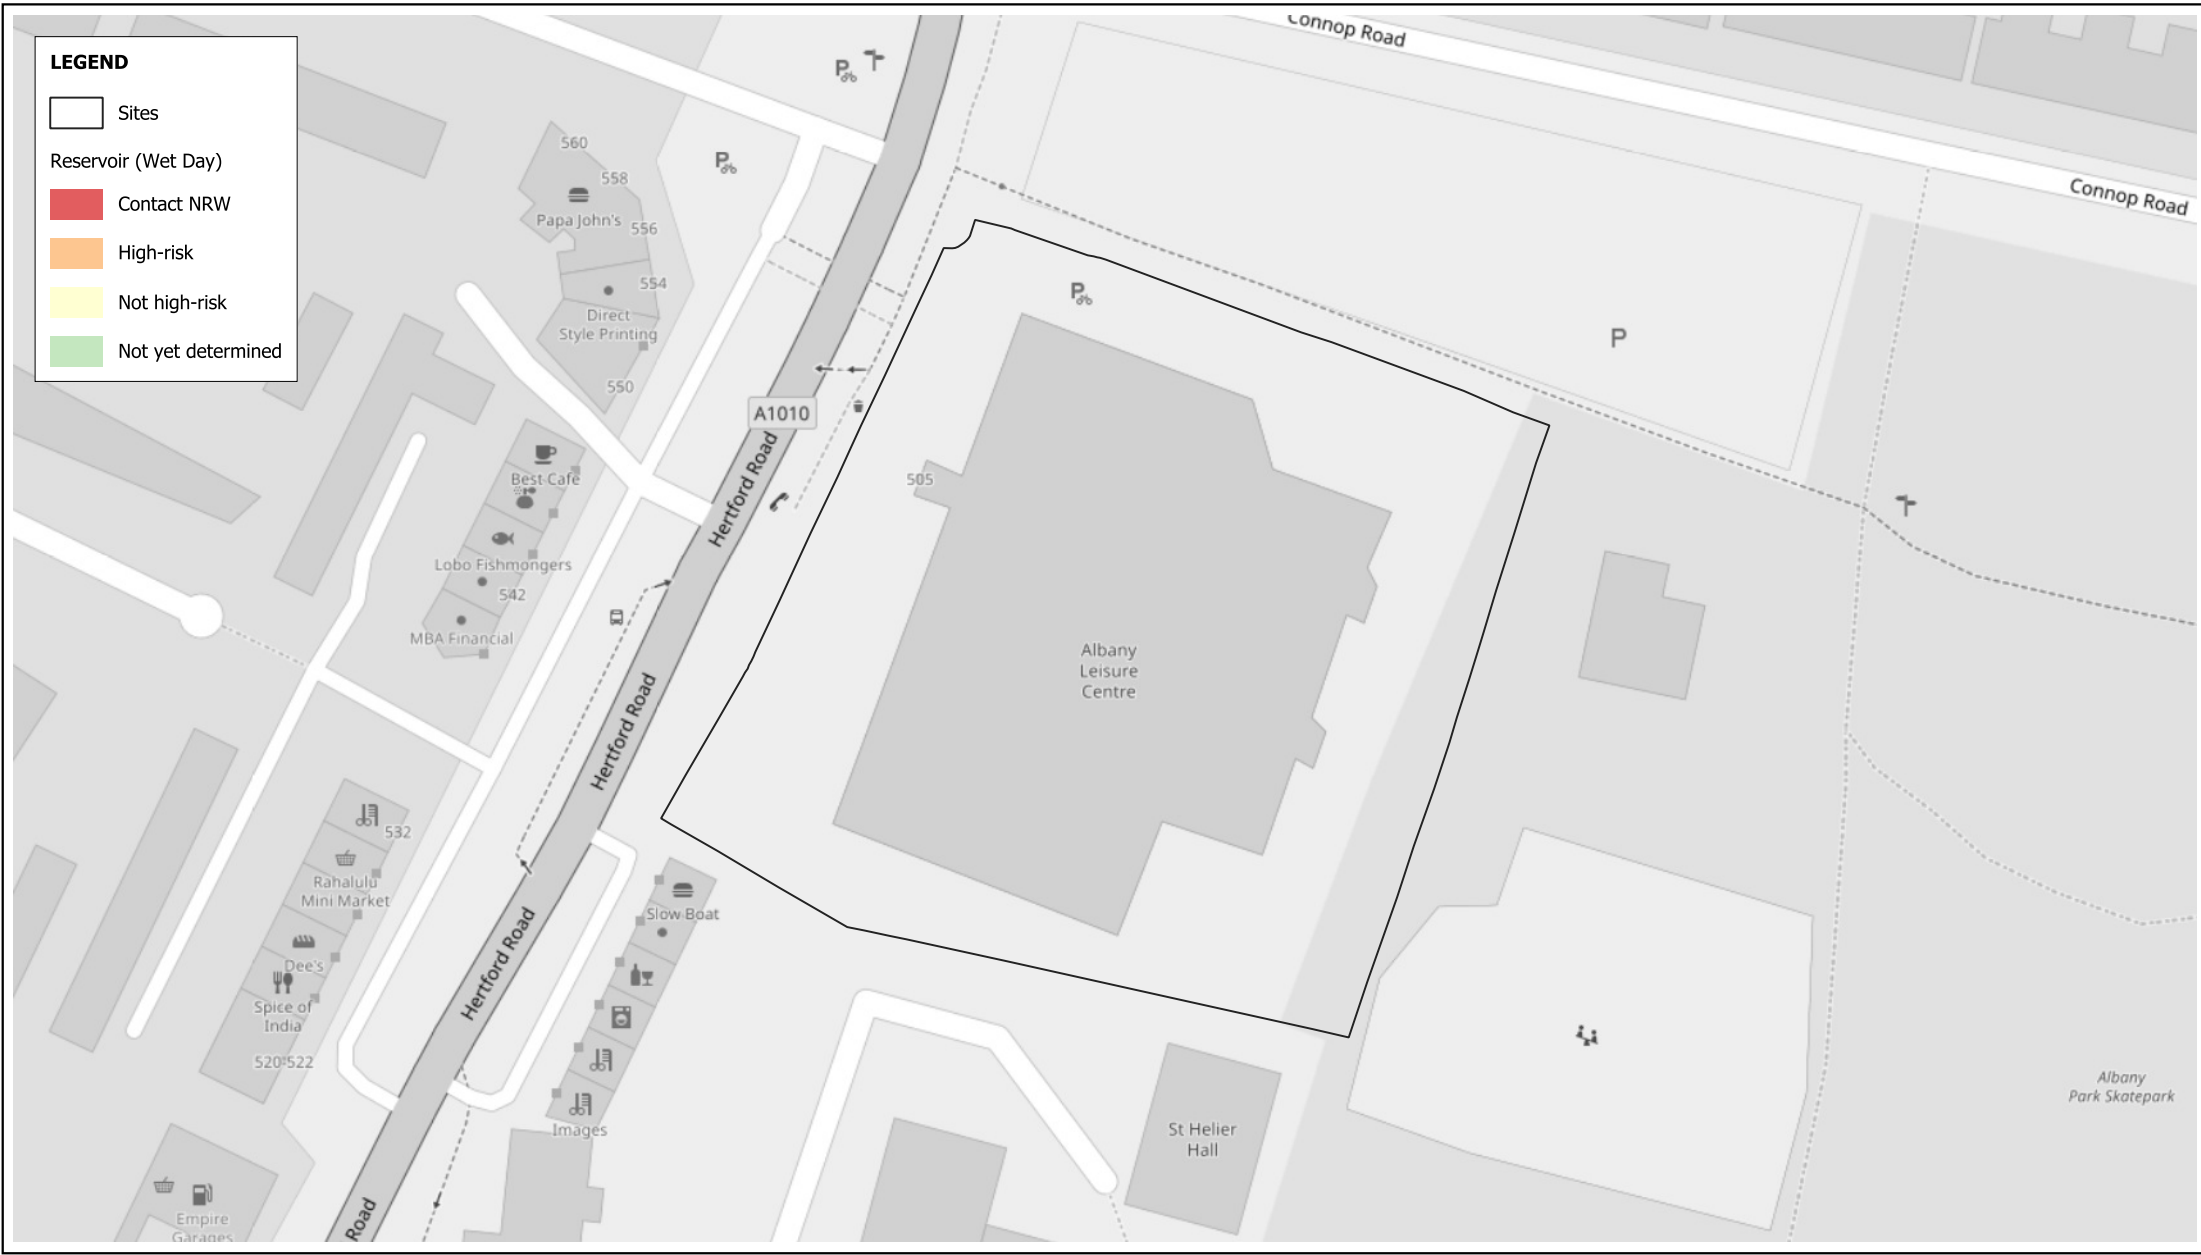 LEGEND
Sites
Reservoir (Wet Day)
Contact NRW
High-risk
Not high-risk
Not yet determined
Connop Road
Connop Road
P
P
560
558
Papa John's
556
554
Direct
Style Printing
550
P
P
A1010
Hertford Road
505
Best Cafe
Lobo Fishmongers
542
MBA Financial
Albany
Leisure
Centre
Hertford Road
532
Rahalulu
Mini Market
Slow Boat
Dee's
Hertford Road
Spice of
India
520:522
Images
St Helier
Hall
Albany
Park Skatepark
Empire
Garages
Road